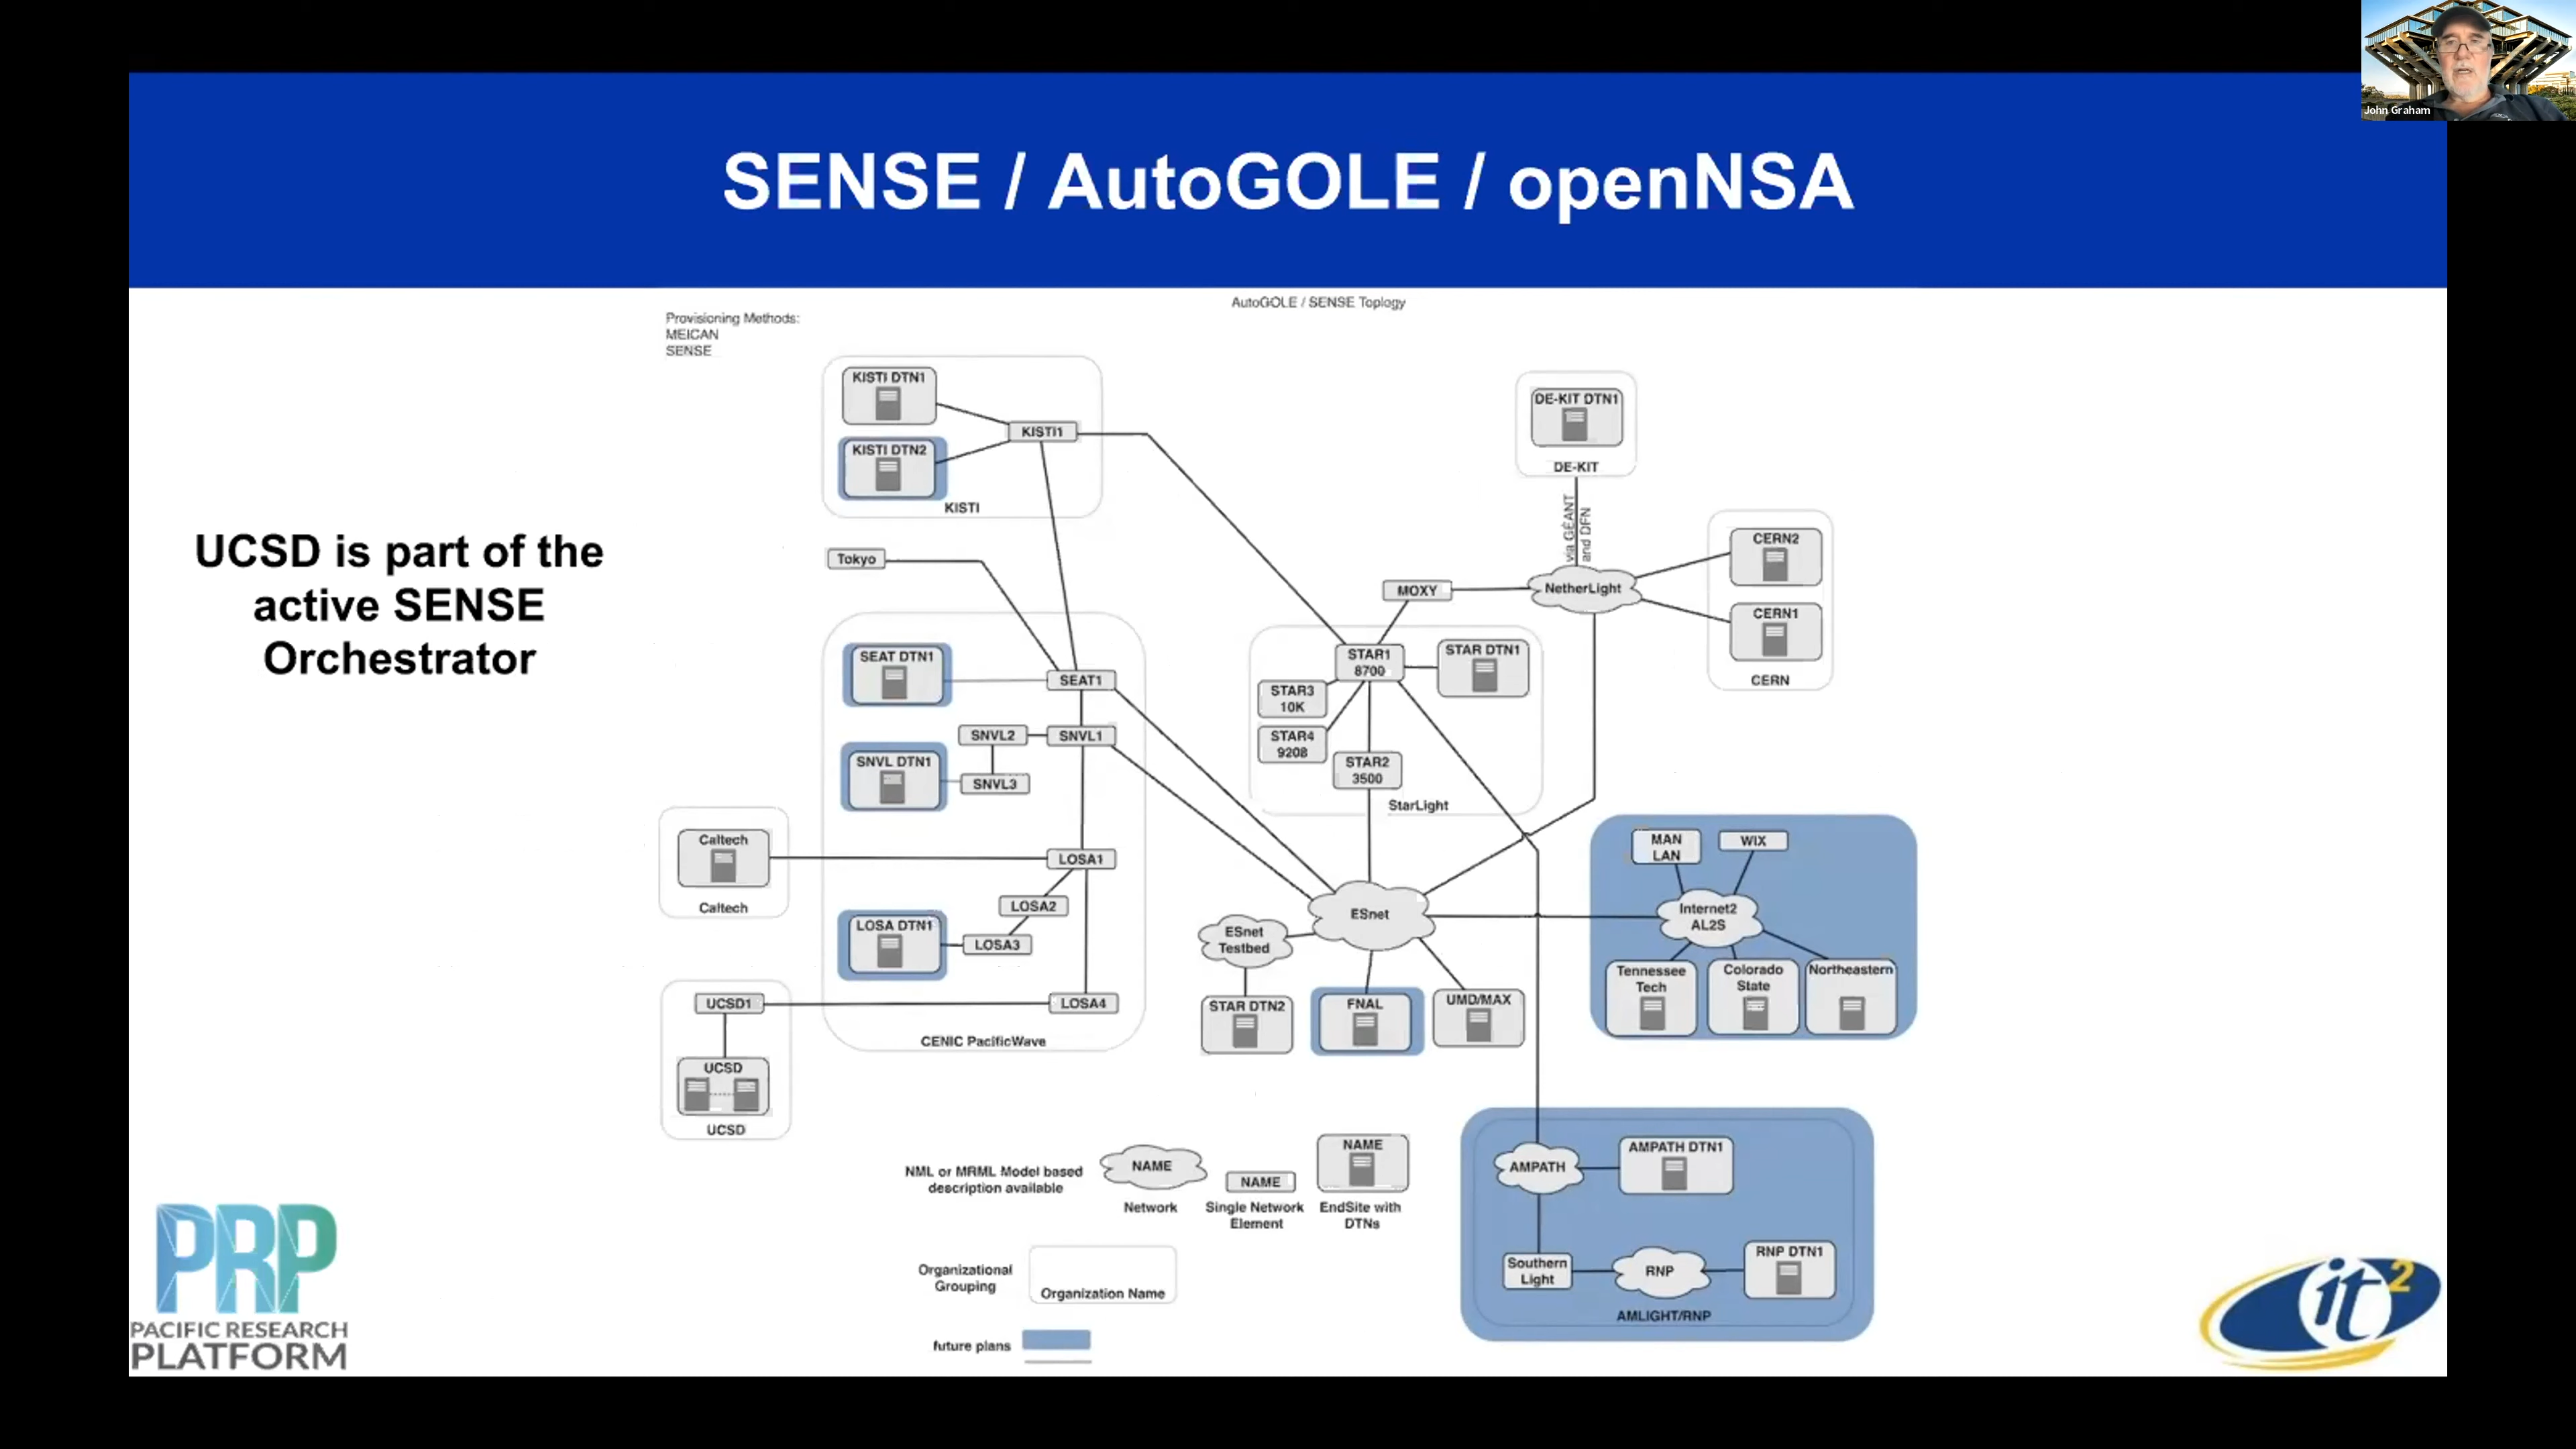 John Graham
SENSE / AutoGOLE / openNSA
AutoGOLE / SENSE Toplogy
Provisioning Methods:
MEICAN
SENSE
UCSD is part of the
active SENSE
Orchestrator
KISTI DTN1
KISTI1
KISTI DTN2
KISTI
Tokyo
SEAT DTN1
SEAT1
SNVL2
SNVL1
SNVL DTN1
SNVL3
Caltech
Caltech
LOSA1
LOSA2
LOSA DTN1
LOSA3
UCSD1
LOSA4
CENIC PacificWave
UCSD
UCSD
DE-KIT DTN1
DE-KIT
via GÉANT
and DFN
NetherLight
MOXY
CERN2
CERN1
CERN
STAR1
8700
STAR DTN1
STAR3
10K
STAR4
9208
STAR2
3500
StarLight
ESnet
ESnet
Testbed
STAR DTN2
FNAL
UMD/MAX
MAN
LAN
WIX
Internet2
AL2S
Tennessee
Tech
Colorado
State
Northeastern
AMPATH
AMPATH DTN1
Southern
Light
RNP
RNP DTN1
AMLIGHT/RNP
NML or MRML Model based
description available
NAME
Network
NAME
Single Network
Element
NAME
EndSite with
DTNs
Organizational
Grouping
Organization Name
future plans
PRP
PACIFIC RESEARCH
PLATFORM
it2